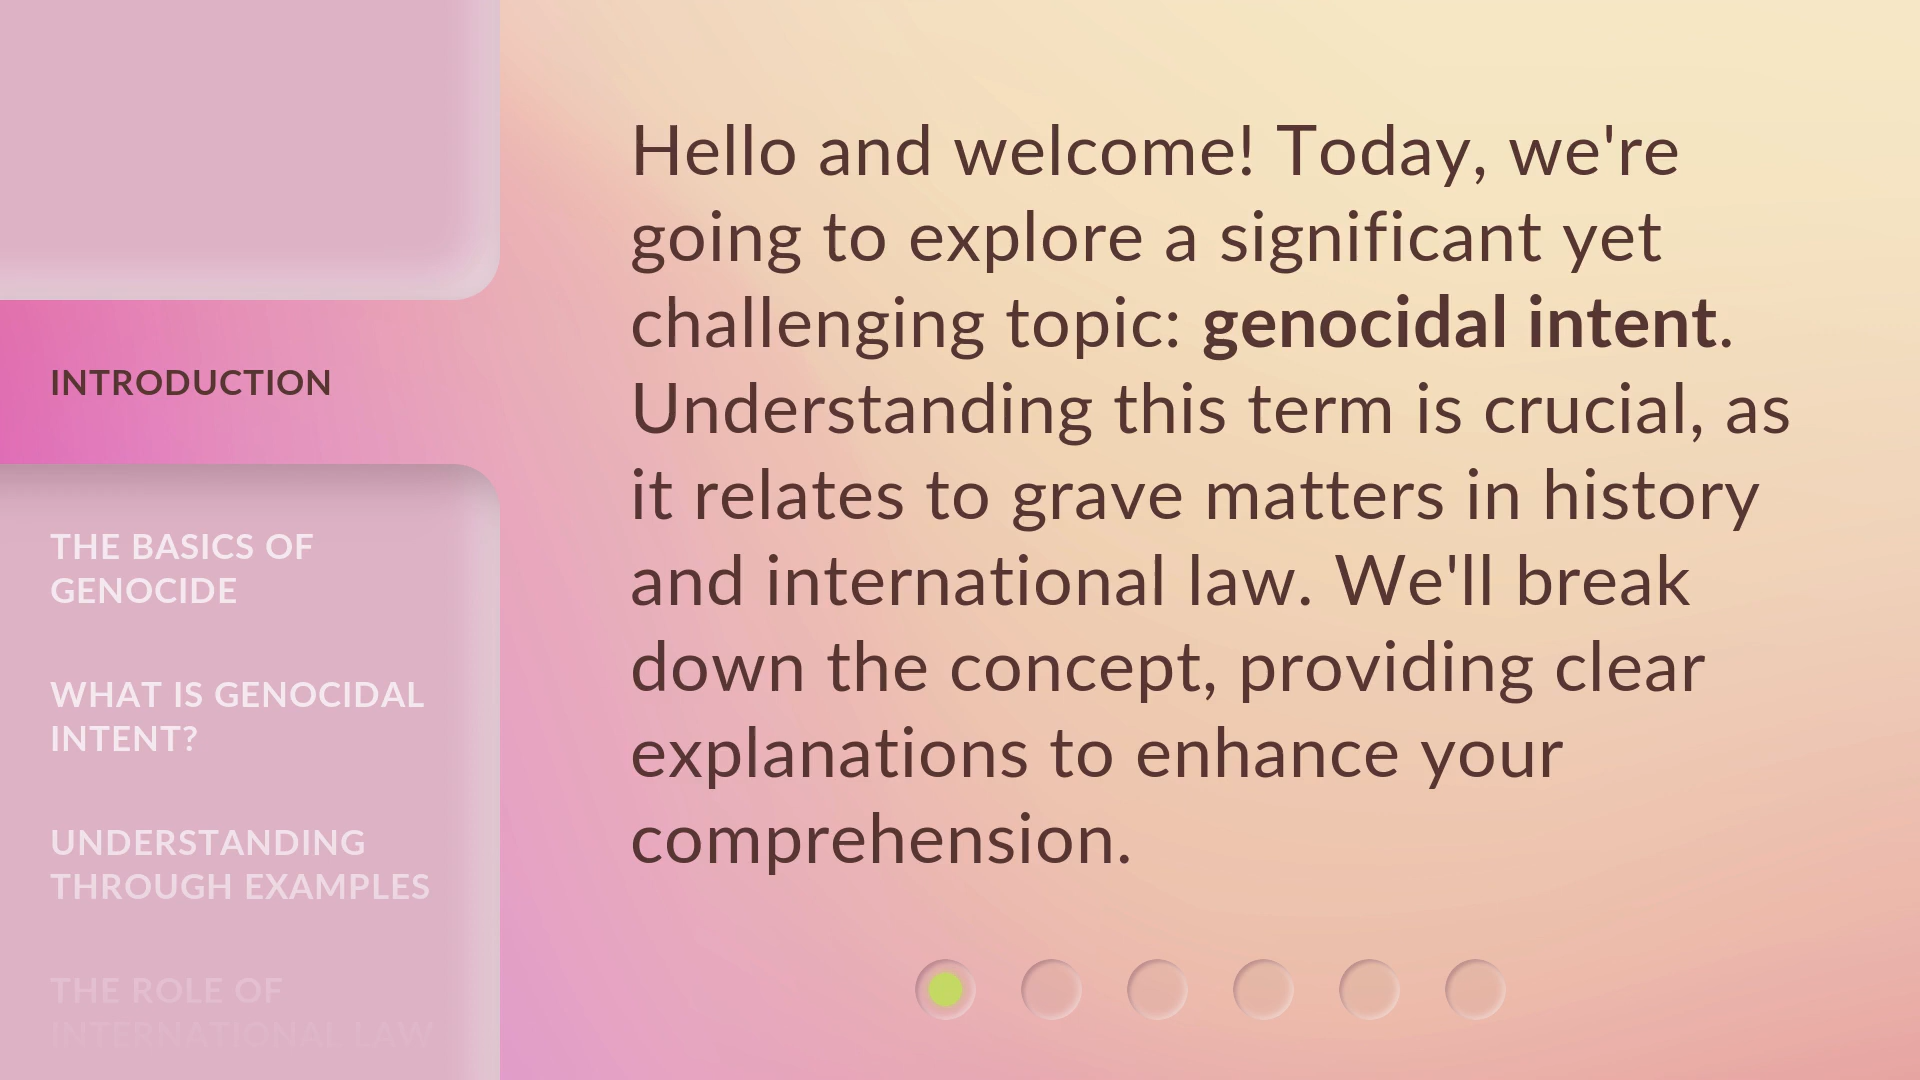 INTRODUCTION
THE BASICS OF
GENOCIDE
WHAT IS GENOCIDAL
INTENT?
UNDERSTANDING
THROUGH EXAMPLES
THE ROLE OF
INTERNATIONAL LAW
Hello and welcome! Today, we're
going to explore a significant yet
challenging topic: genocidal intent.
Understanding this term is crucial, as
it relates to grave matters in history
and international law. We'll break
down the concept, providing clear
explanations to enhance your
comprehension.